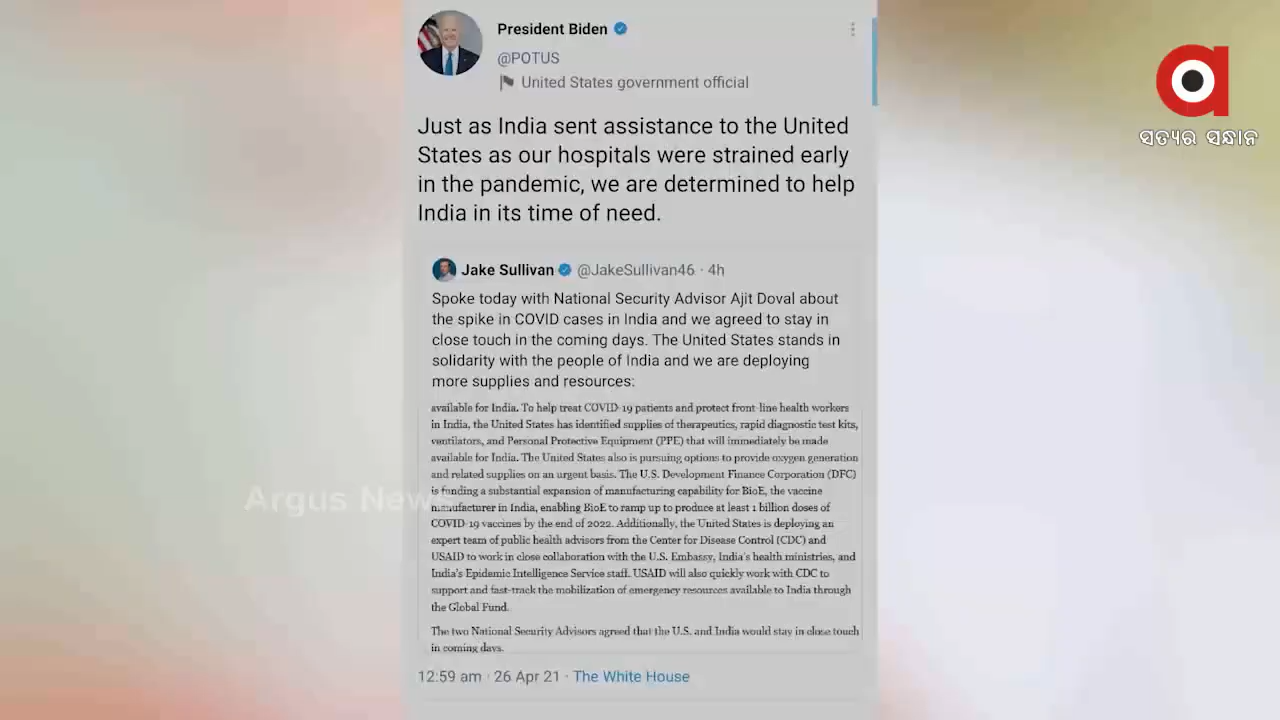 President Biden
@POTUS
United States government official
ସତ୍ୟର ସନ୍ଧାନ
Just as India sent assistance to the United
States as our hospitals were strained early
in the pandemic, we are determined to help
India in its time of need.
Jake Sullivan @JakeSullivan46 · 4h
Spoke today with National Security Advisor Ajit Doval about
the spike in COVID cases in India and we agreed to stay in
close touch in the coming days. The United States stands in
solidarity with the people of India and we are deploying
more supplies and resources:
available for India. To help treat COVID-19 patients and protect front-line health workers
in India, the United States has identified supplies of therapeutics, rapid diagnostic test kits,
ventilators, and Personal Protective Equipment (PPE) that will immediately be made
available for India. The United States also is pursuing options to provide oxygen generation
and related supplies on an urgent basis. The U.S. Development Finance Corporation (DFC)
is funding a substantial expansion of manufacturing capability for BioE, the vaccine
manufacturer in India, enabling BioE to ramp up to produce at least 1 billion doses of
COVID-19 vaccines by the end of 2022. Additionally, the United States is deploying an
expert team of public health advisors from the Center for Disease Control (CDC) and
USAID to work in close collaboration with the U.S. Embassy, India's health ministries, and
India's Epidemic Intelligence Service staff. USAID will also quickly work with CDC to
support and fast-track the mobilization of emergency resources available to India through
the Global Fund.
The two National Security Advisors agreed that the U.S. and India would stay in close touch
in coming days.
12:59 am · 26 Apr 21 · The White House
Argus News